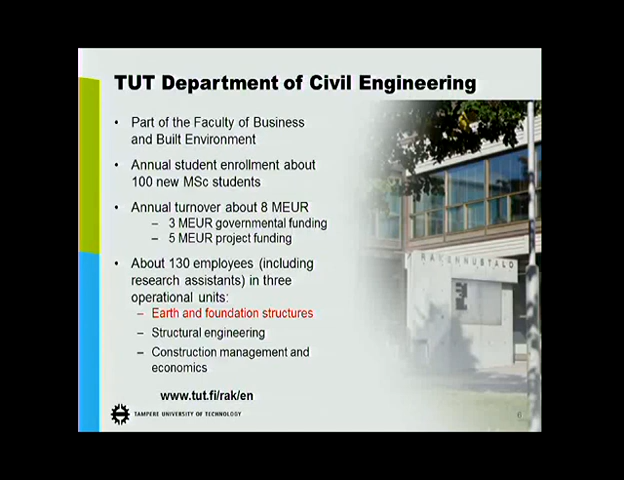 TUT Department of Civil Engineering
• Part of the Faculty of Business
and Built Environment
• Annual student enrollment about
100 new MSc students
• Annual turnover about 8 MEUR
– 3 MEUR governmental funding
– 5 MEUR project funding
• About 130 employees (including
research assistants) in three
operational units:
– Earth and foundation structures
– Structural engineering
– Construction management and
economics
www.tut.fi/rak/en
TAMPERE UNIVERSITY OF TECHNOLOGY
RAKENNUSTALO
6